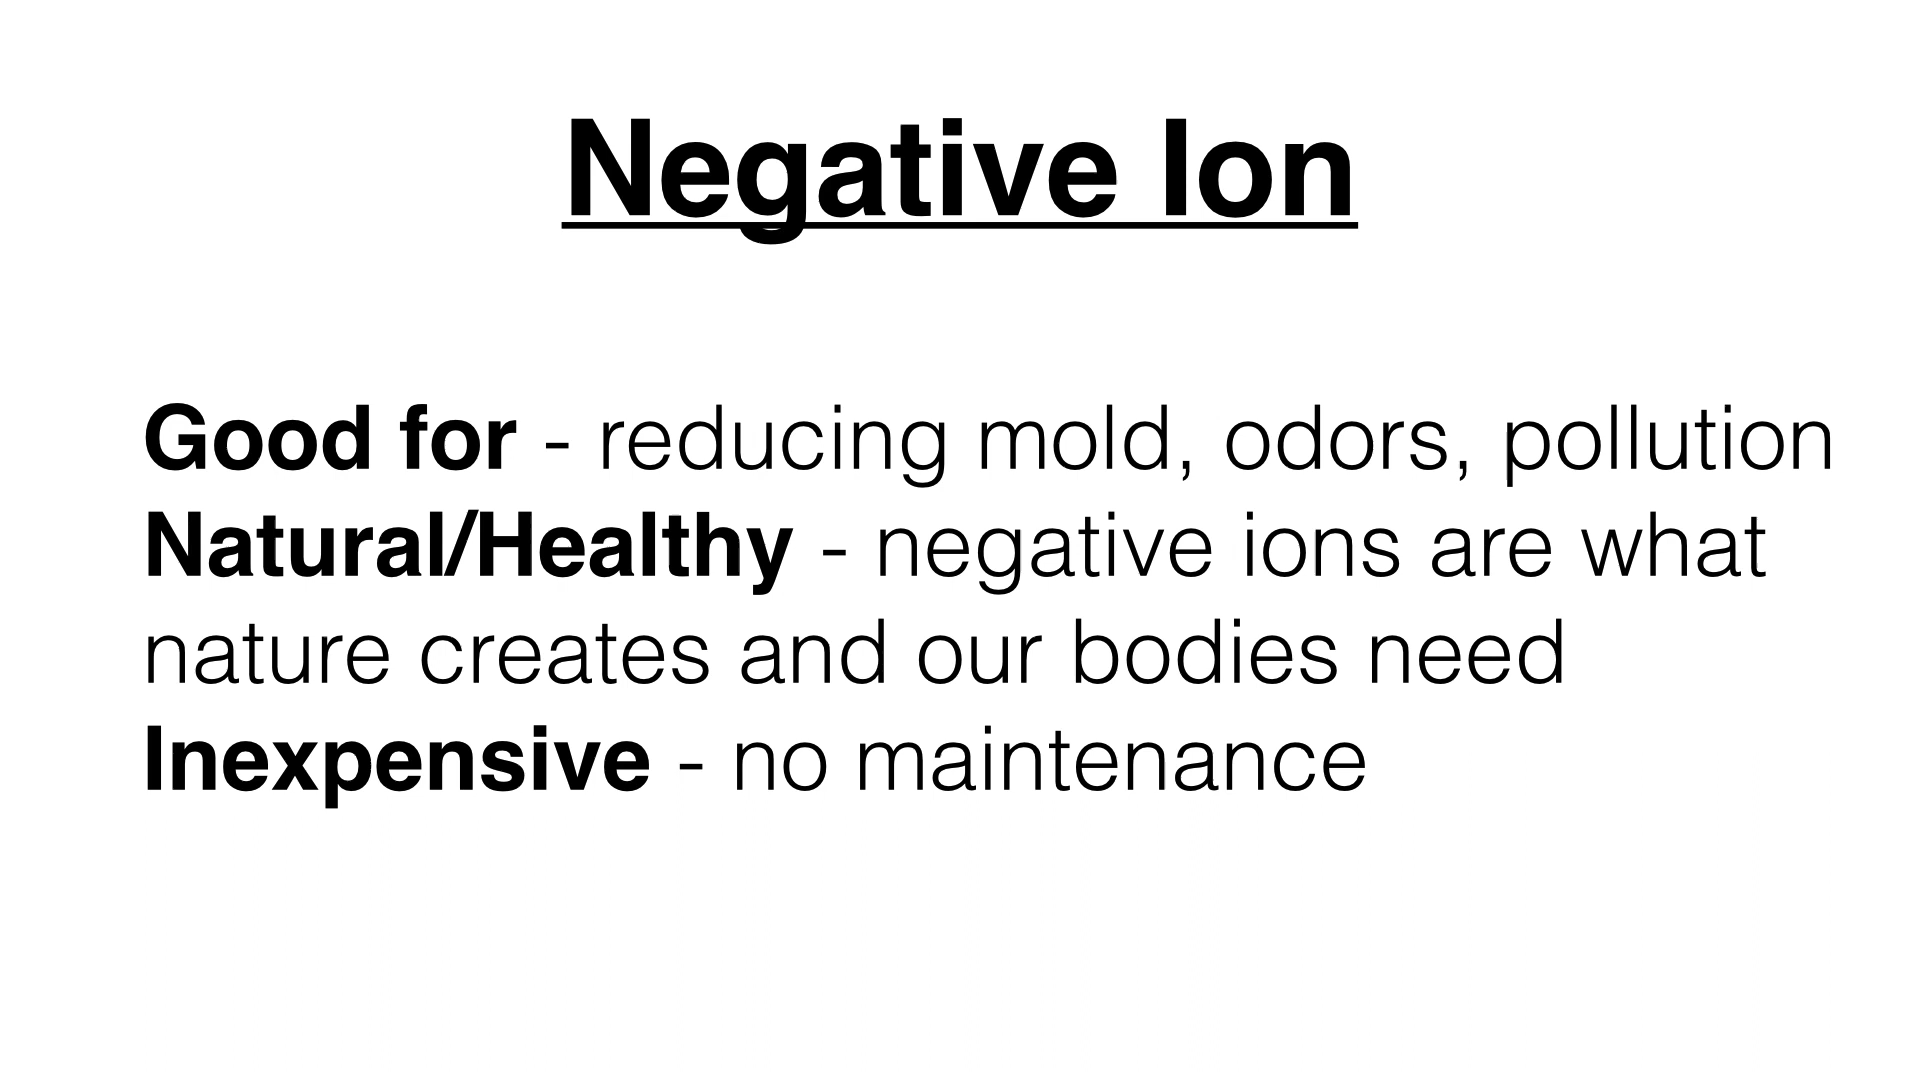 Negative Ion
Good for - reducing mold, odors, pollution
Natural/Healthy - negative ions are what
nature creates and our bodies need
Inexpensive - no maintenance